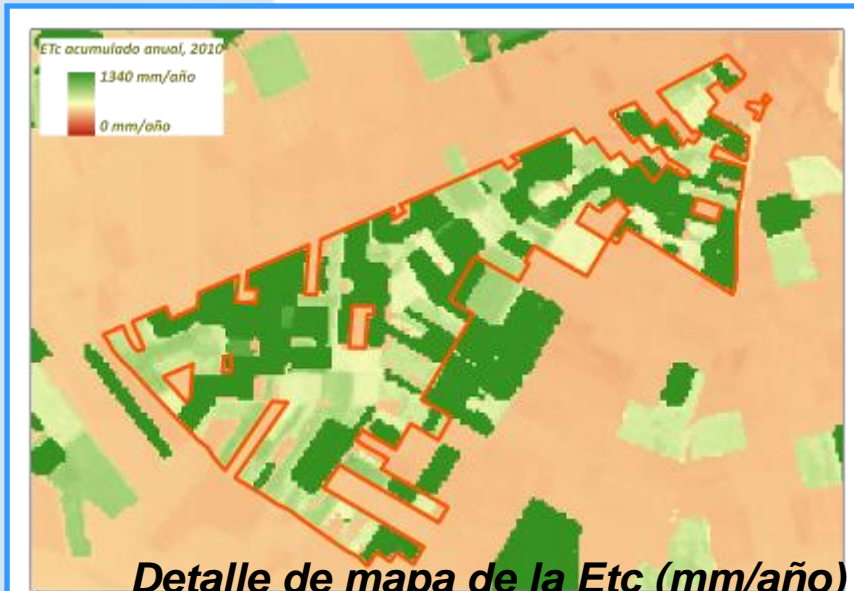 ETc acumulado anual, 2010
1340 mm/año
0 mm/año
Detalle de mapa de la Etc (mm/año)